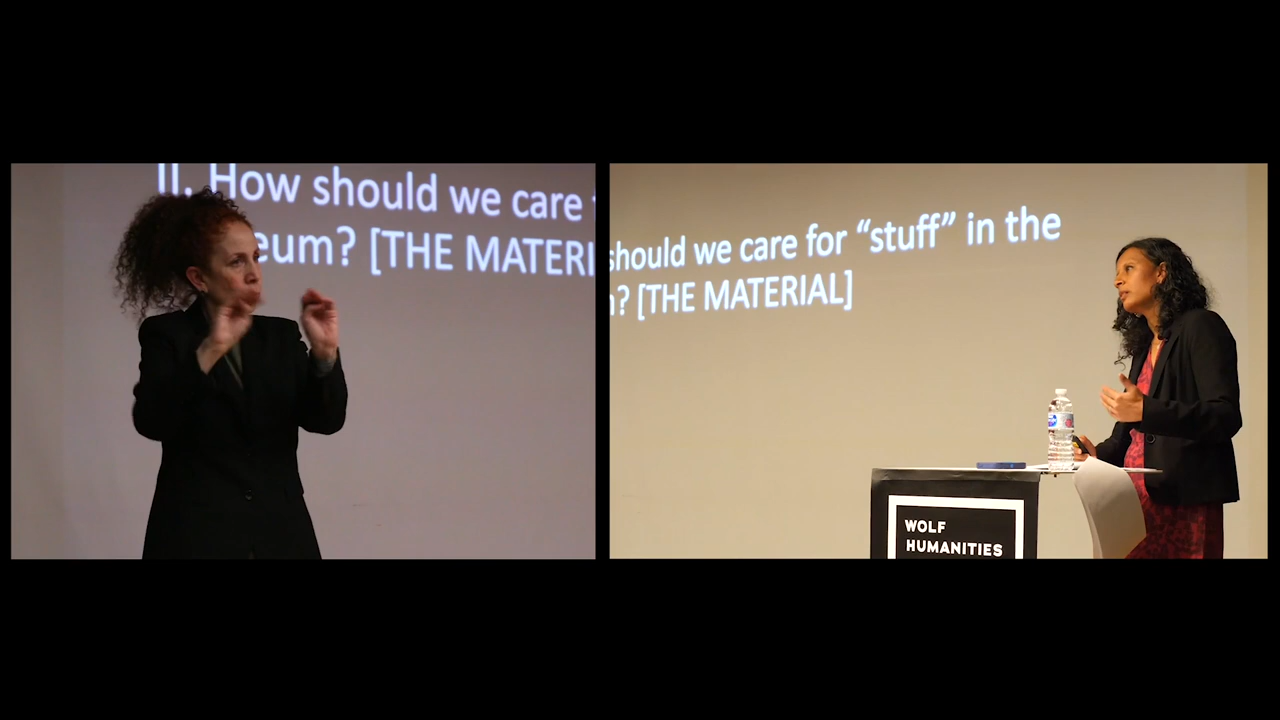 II. How should we care
eum? [THE MATERI
should we care for “stuff” in the
? [THE MATERIAL]
WOLF
HUMANITIES